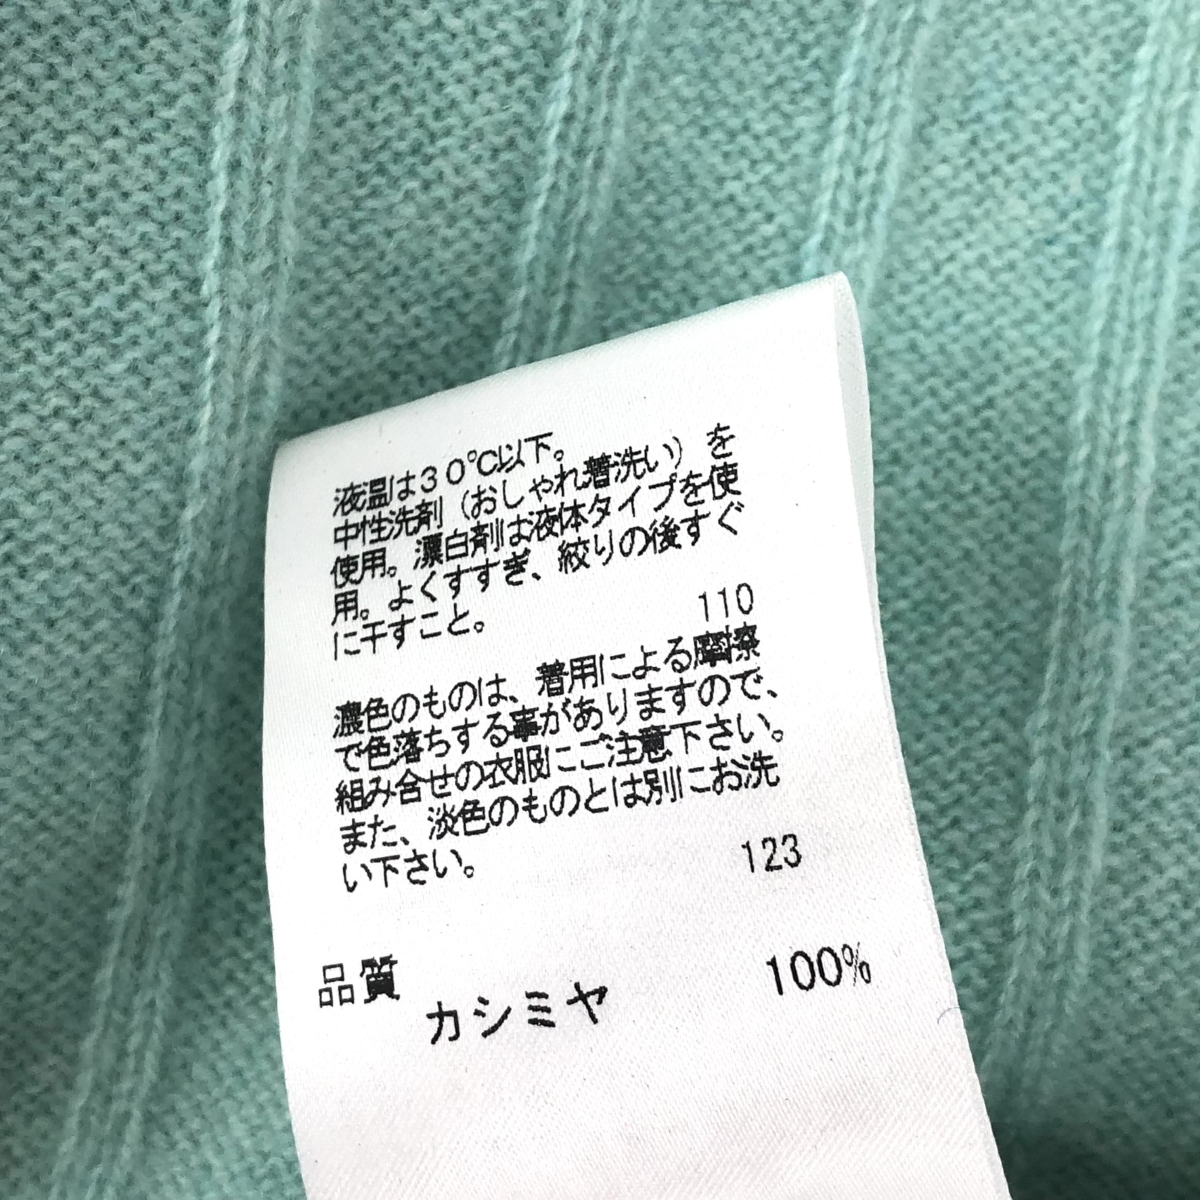 液温は30℃以下。
中性洗剤（おしゃれ着洗い）を
使用。漂白剤は液体タイプを使
用。よくすすぎ、絞りの後すぐ
に干すこと。 110
濃色のものは、着用による摩擦
で色落ちする事がありますので、
組み合せの衣服にご注意下さい。
また、淡色のものとは別にお洗
い下さい。 123
品質 カシミヤ 100%